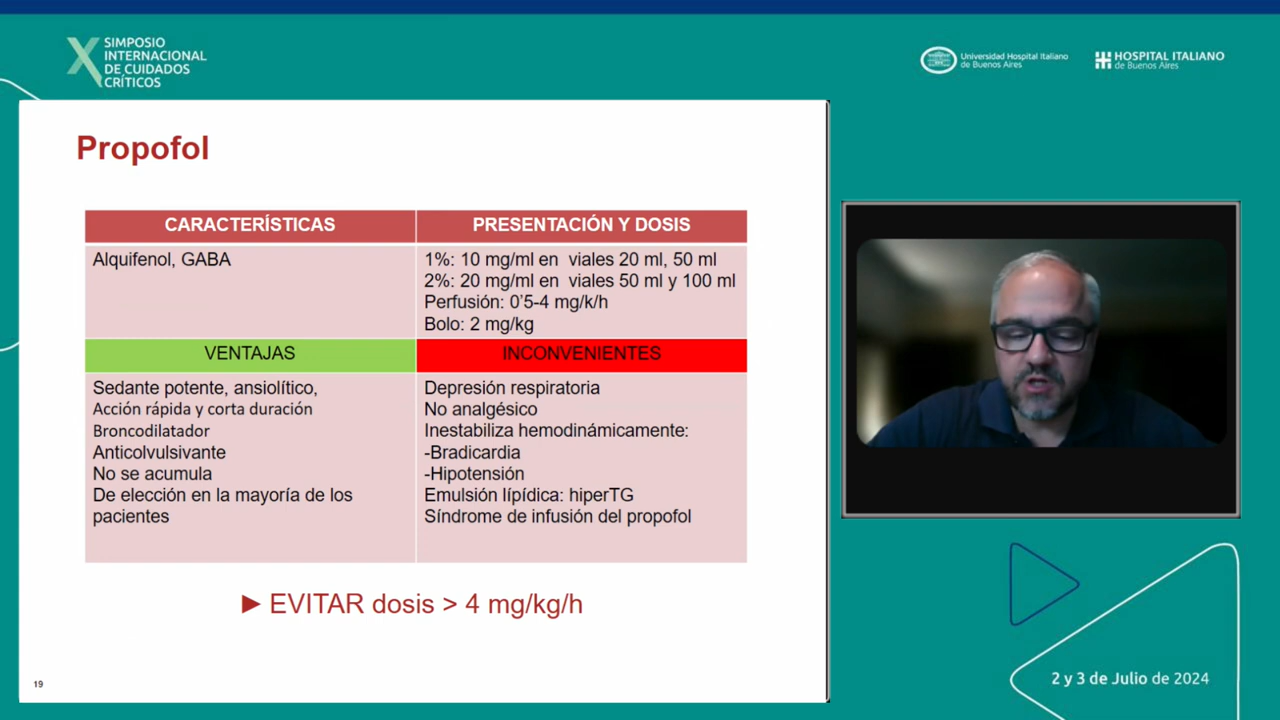 SIMPOSIO
INTERNACIONAL
DE CUIDADOS
CRÍTICOS
Universidad Hospital Italiano
de Buenos Aires
HOSPITAL ITALIANO
de Buenos Aires
Propofol
CARACTERÍSTICAS
PRESENTACIÓN Y DOSIS
Alquifenol, GABA
1%: 10 mg/ml en viales 20 ml, 50 ml
2%: 20 mg/ml en viales 50 ml y 100 ml
Perfusión: 0'5-4 mg/k/h
Bolo: 2 mg/kg
VENTAJAS
INCONVENIENTES
Sedante potente, ansiolítico,
Acción rápida y corta duración
Broncodilatador
Anticolvulsivante
No se acumula
De elección en la mayoría de los
pacientes
Depresión respiratoria
No analgésico
Inestabiliza hemodinámicamente:
-Bradicardia
-Hipotensión
Emulsión lípídica: hiperTG
Síndrome de infusión del propofol
► EVITAR dosis > 4 mg/kg/h
19
2 y 3 de Julio de 2024